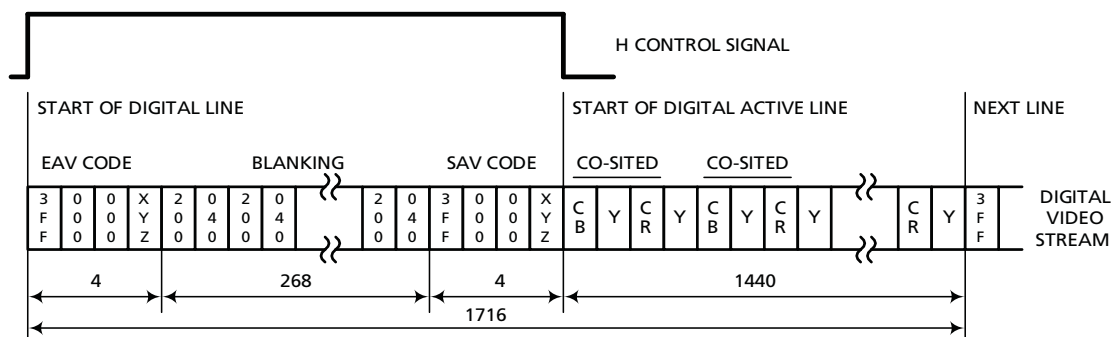 H CONTROL SIGNAL
START OF DIGITAL LINE
START OF DIGITAL ACTIVE LINE
NEXT LINE
EAV CODE
BLANKING
SAV CODE
CO-SITED
CO-SITED
3FF
000
000
XYZ
200
040
200
040
200
040
3FF
000
000
XYZ
CB
Y
CR
Y
CB
Y
CR
Y
CR
Y
3FF
DIGITAL
VIDEO
STREAM
4
268
4
1440
1716